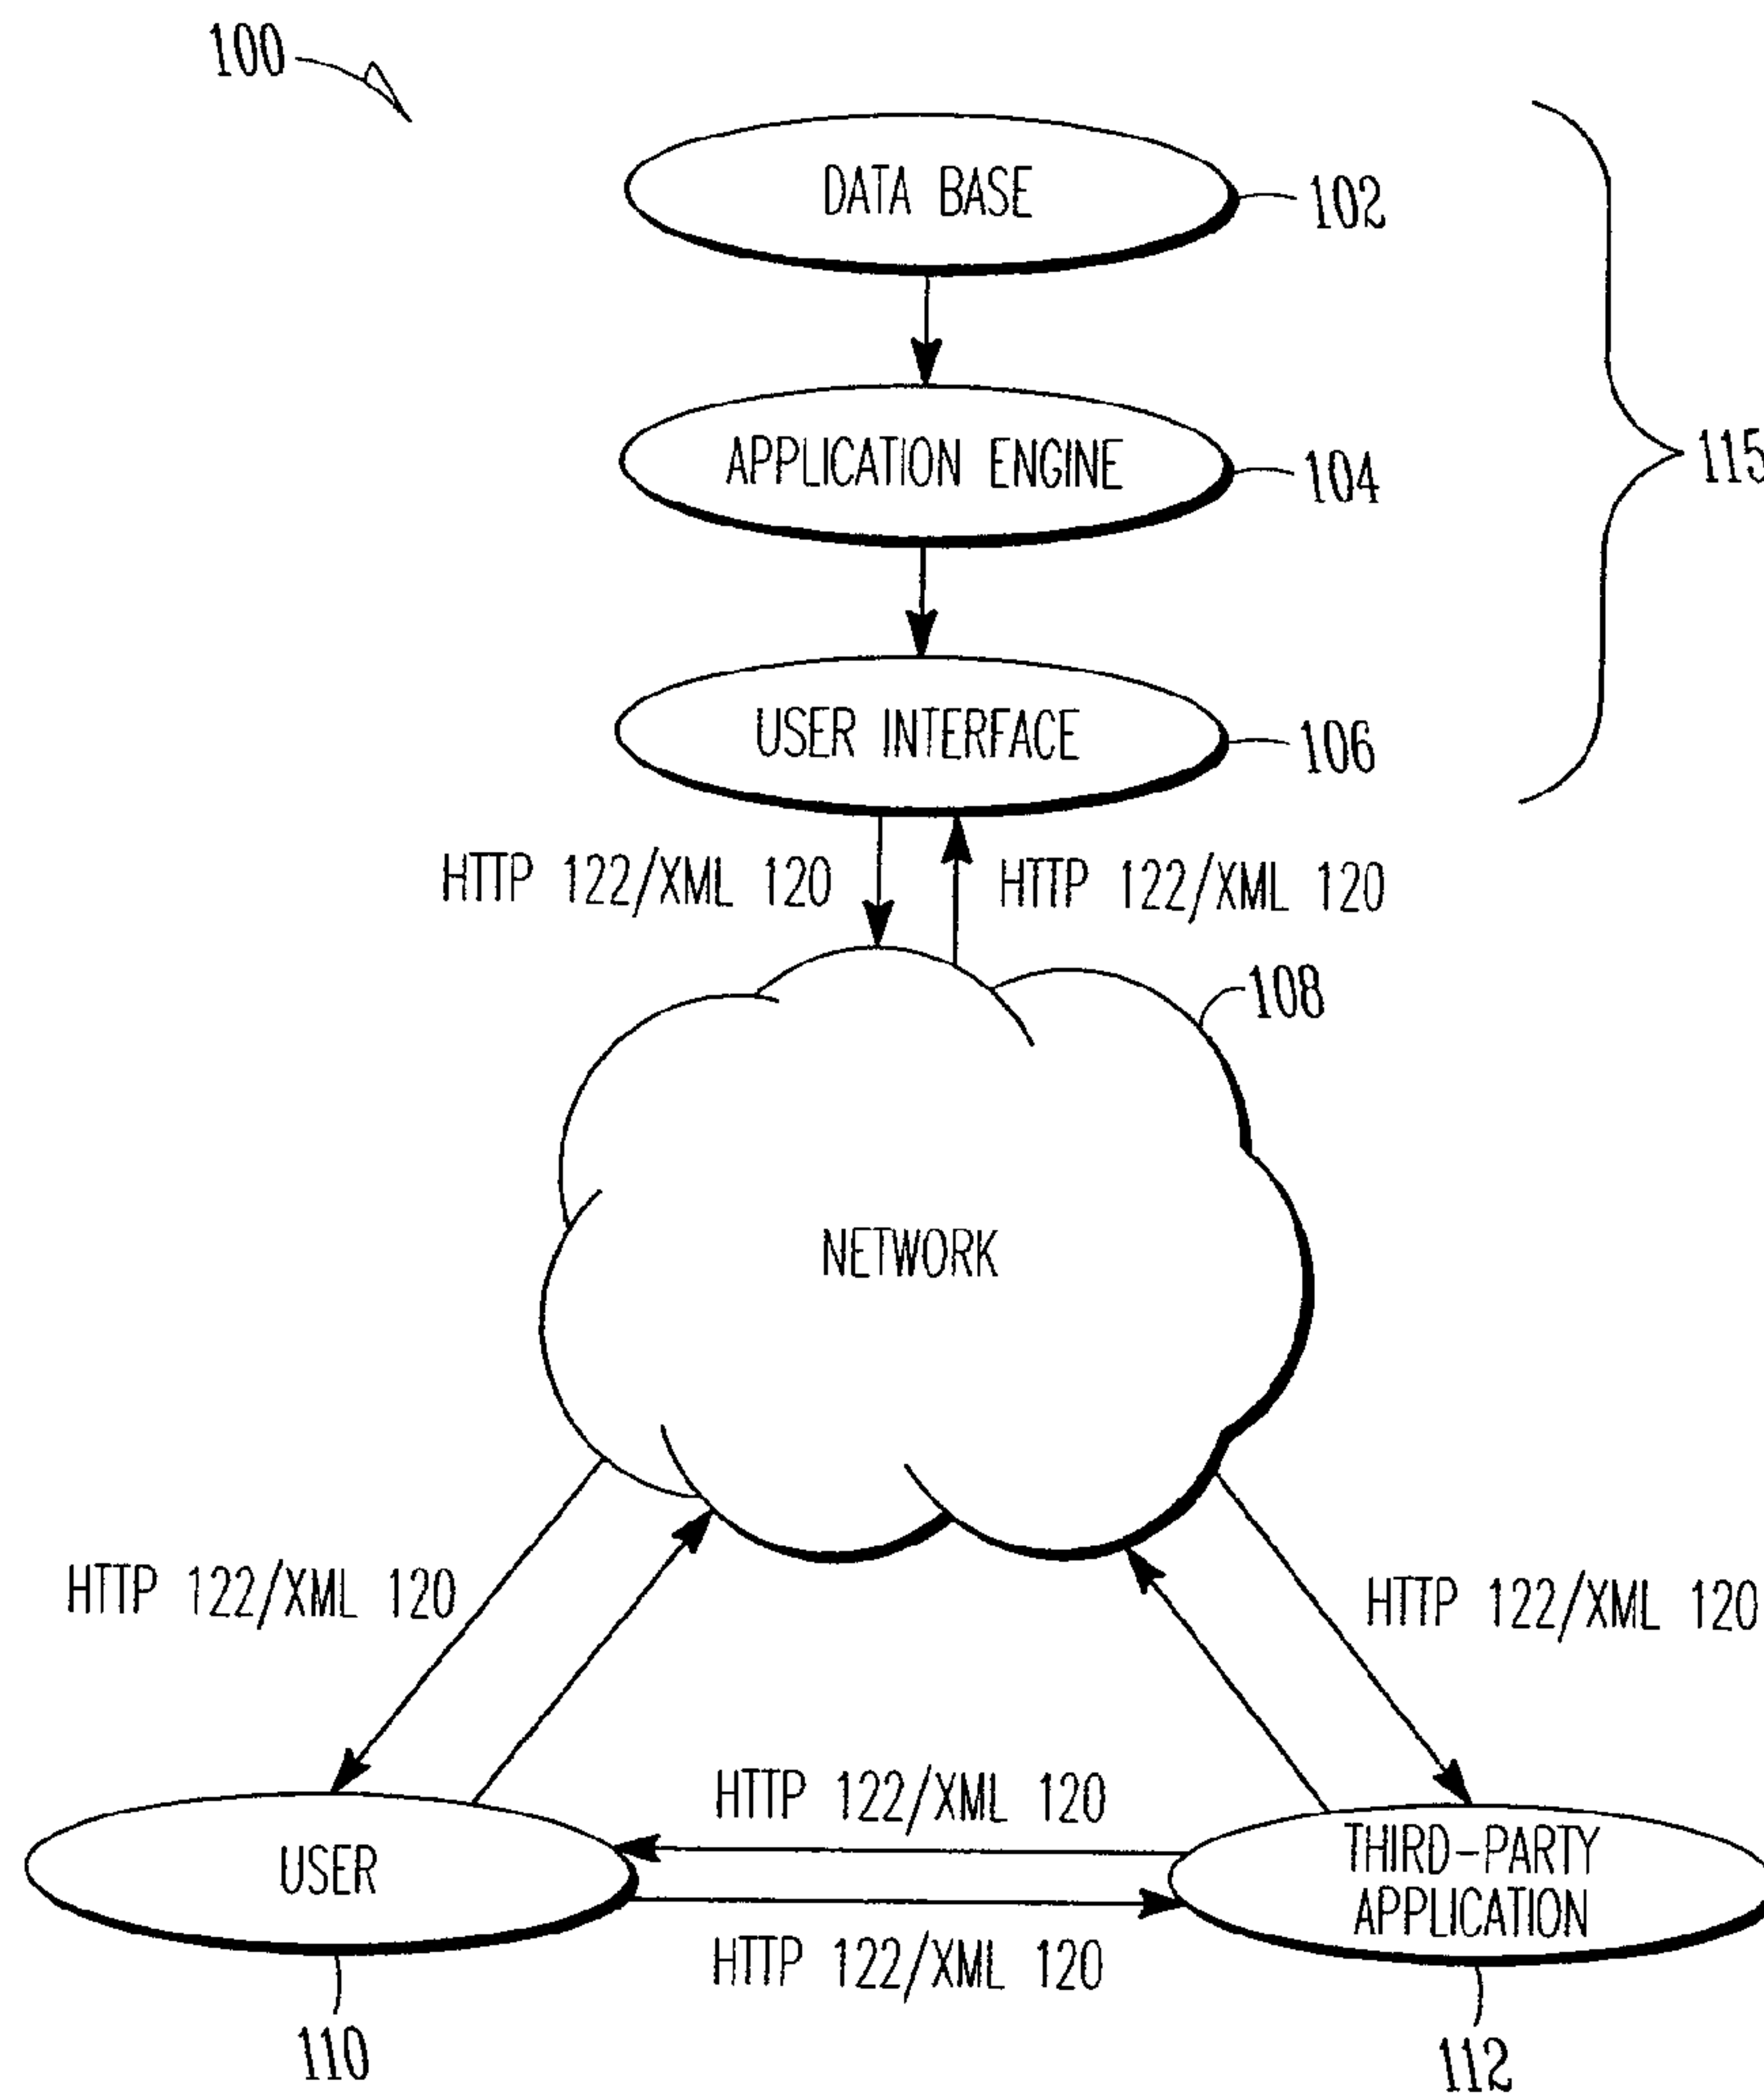 100
DATA BASE
102
APPLICATION ENGINE
104
115
USER INTERFACE
106
HTTP 122/XML 120
HTTP 122/XML 120
108
NETWORK
HTTP 122/XML 120
HTTP 122/XML 120
HTTP 122/XML 120
USER
THIRD-PARTY
APPLICATION
HTTP 122/XML 120
110
112